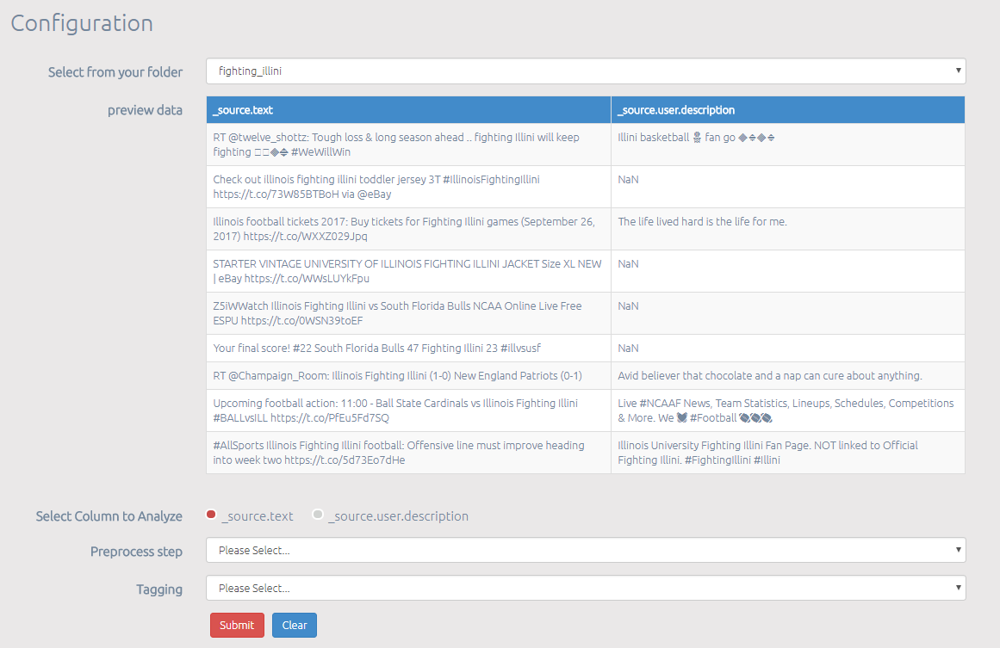 Configuration
Select from your folder
fighting_illini
preview data
_source.text
_source.user.description
RT @twelve_shottz: Tough loss & long season ahead .. fighting Illini will keep
fighting #WeWillWin
Illini basketball fan go
Check out illinois fighting illini toddler jersey 3T #IllinoisFightingIllini
https://t.co/73W85BTBoH via @eBay
NaN
Illinois football tickets 2017: Buy tickets for Fighting Illini games (September 26,
2017) https://t.co/WXXZ029Jpq
The life lived hard is the life for me.
STARTER VINTAGE UNIVERSITY OF ILLINOIS FIGHTING ILLINI JACKET Size XL NEW
| eBay https://t.co/WWsLUYkFpu
NaN
Z5iWWatch Illinois Fighting Illini vs South Florida Bulls NCAA Online Live Free
ESPU https://t.co/0WSN39toEF
NaN
Your final score! #22 South Florida Bulls 47 Fighting Illini 23 #illvsusf
NaN
RT @Champaign_Room: Illinois Fighting Illini (1-0) New England Patriots (0-1)
Avid believer that chocolate and a nap can cure about anything.
Upcoming football action: 11:00 - Ball State Cardinals vs Illinois Fighting Illini
#BALLvsILL https://t.co/PfEu5Fd7SQ
Live #NCAAF News, Team Statistics, Lineups, Schedules, Competitions
& More. We #Football
#AllSports Illinois Fighting Illini football: Offensive line must improve heading
into week two https://t.co/5d73Eo7dHe
Illinois University Fighting Illini Fan Page. NOT linked to Official
Fighting Illini. #FightingIllini #Illini
Select Column to Analyze
_source.text
_source.user.description
Preprocess step
Please Select...
Tagging
Please Select...
Submit
Clear